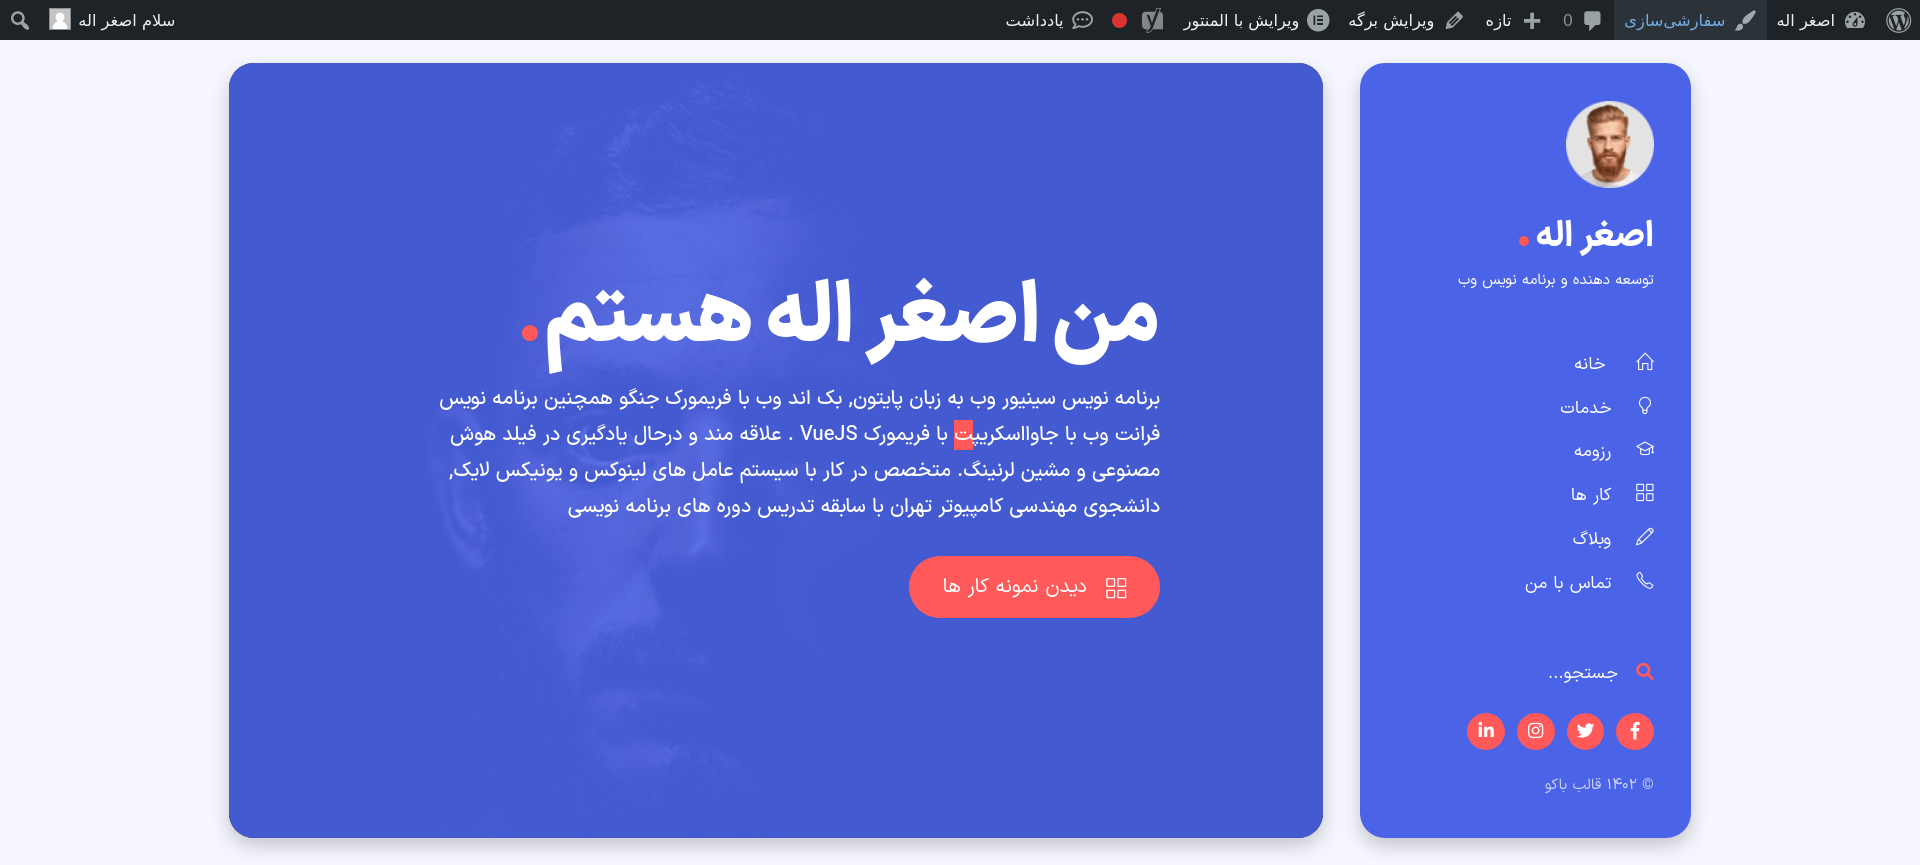 اصغر اله
سفارشی‌سازی
0
تازه
ویرایش برگه
ویرایش با المنتور
یادداشت
سلام اصغر اله
اصغر اله.
توسعه دهنده و برنامه نویس وب
خانه
خدمات
رزومه
کار ها
وبلاگ
تماس با من
جستجو...
© ۱۴۰۲ قالب باکو
من اصغر اله هستم.
برنامه نویس سینیور وب به زبان پایتون, بک اند وب با فریمورک جنگو همچنین برنامه نویس
فرانت وب با جاوااسکریپت با فریمورک VueJS . علاقه مند و درحال یادگیری در فیلد هوش
مصنوعی و مشین لرنینگ. متخصص در کار با سیستم عامل های لینوکس و یونیکس لایک,
دانشجوی مهندسی کامپیوتر تهران با سابقه تدریس دوره های برنامه نویسی
دیدن نمونه کار ها